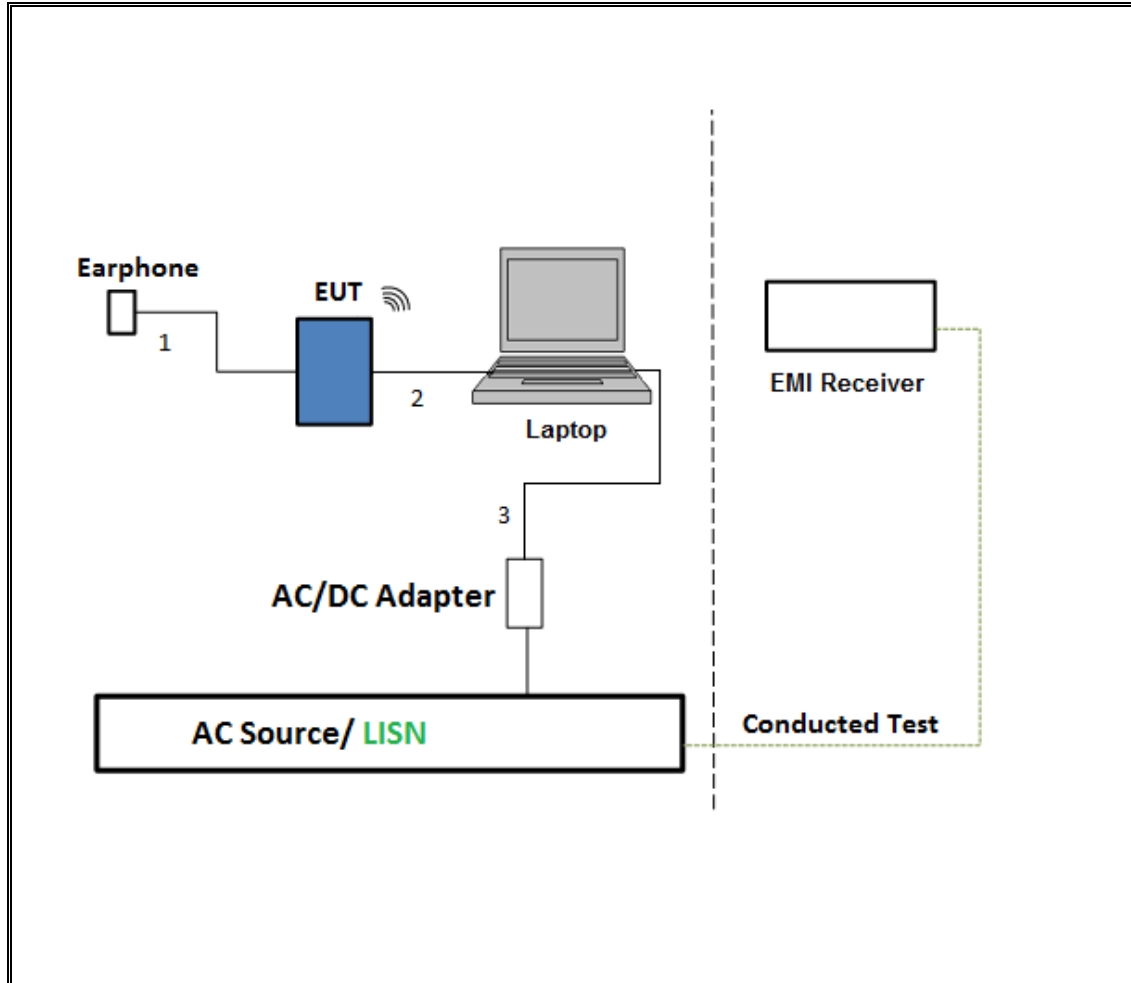 Earphone
EUT
1
2
EMI Receiver
Laptop
3
AC/DC Adapter
AC Source/ LISN
Conducted Test